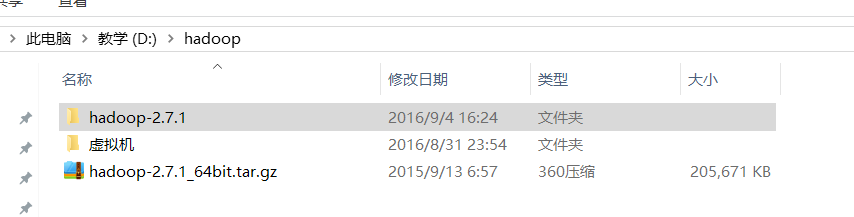 查看
此电脑 教学 (D:) hadoop
名称 修改日期 类型 大小
hadoop-2.7.1 2016/9/4 16:24 文件夹
虚拟机 2016/8/31 23:54 文件夹
hadoop-2.7.1_64bit.tar.gz 2015/9/13 6:57 360压缩 205,671 KB